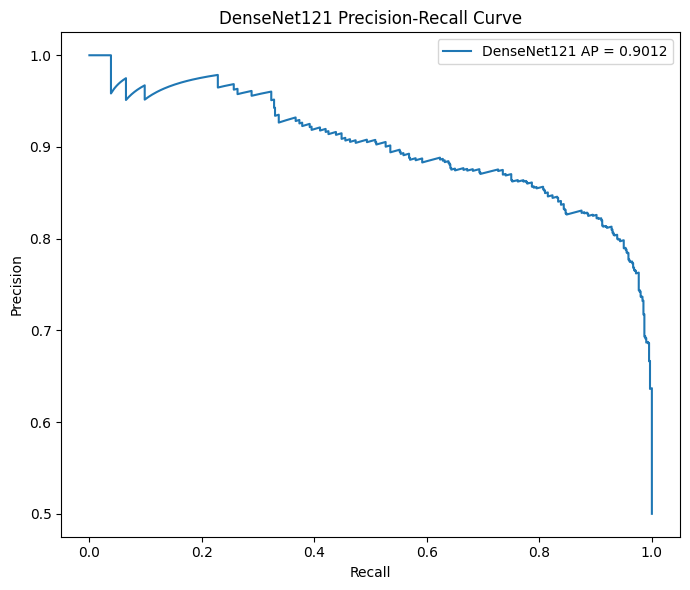 DenseNet121 Precision-Recall Curve
DenseNet121 AP = 0.9012
1.0
0.9
0.8
0.7
0.6
0.5
Precision
0.0 0.2 0.4 0.6 0.8 1.0
Recall